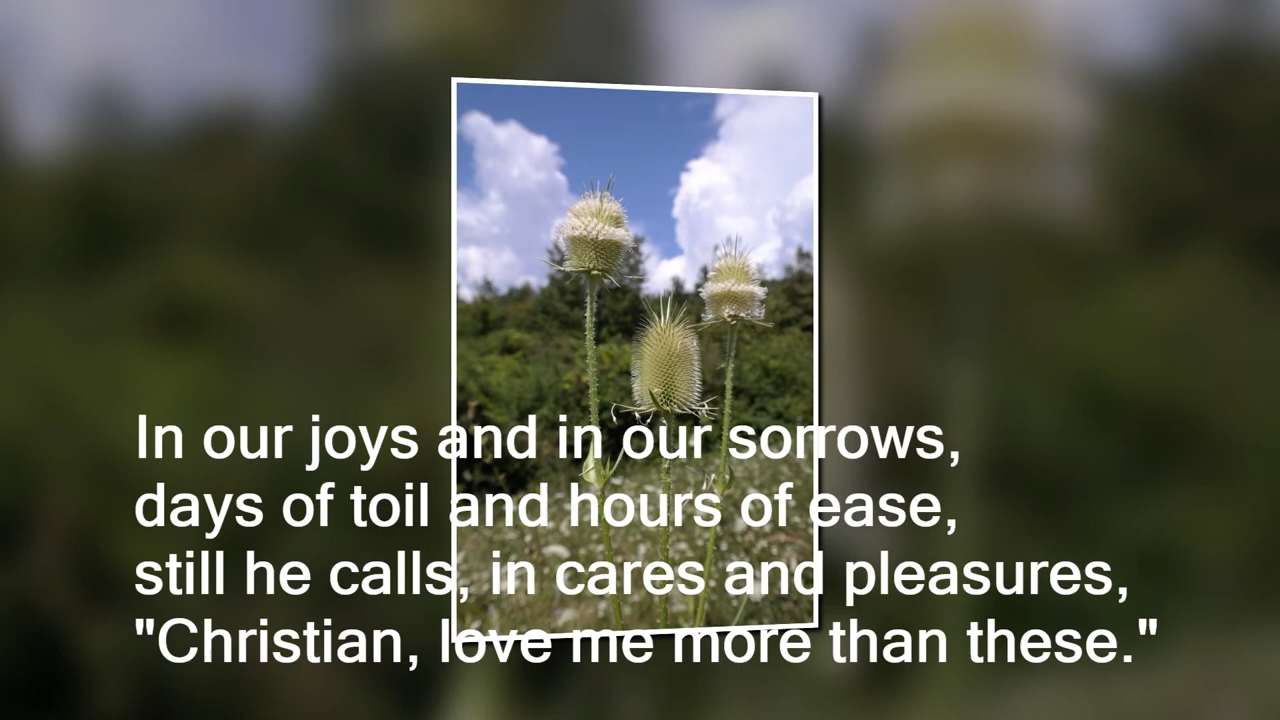 In our joys and in our sorrows,
days of toil and hours of ease,
still he calls, in cares and pleasures,
"Christian, love me more than these."